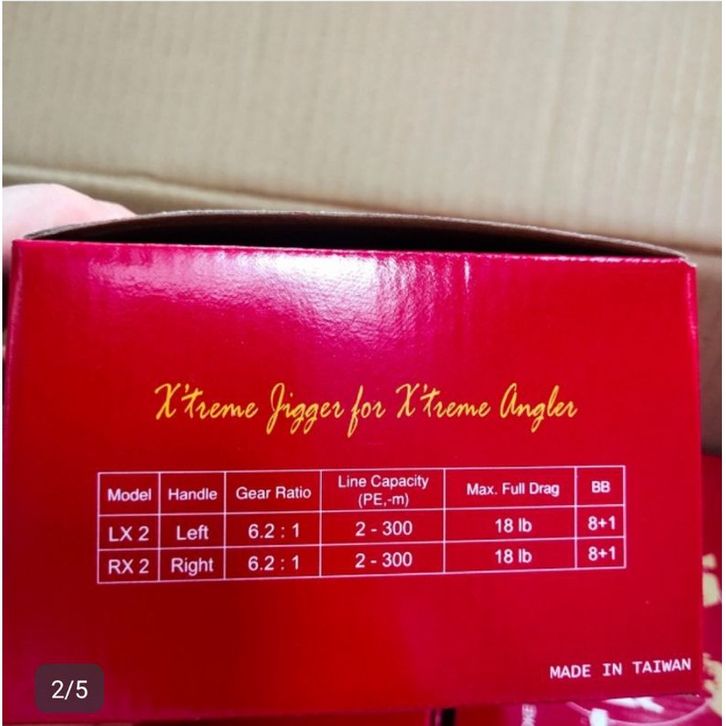 X'treme Jigger for X'treme Angler
Model Handle Gear Ratio Line Capacity (PE,-m) Max. Full Drag BB
LX 2 Left 6.2 : 1 2 - 300 18 lb 8+1
RX 2 Right 6.2 : 1 2 - 300 18 lb 8+1
MADE IN TAIWAN
2/5